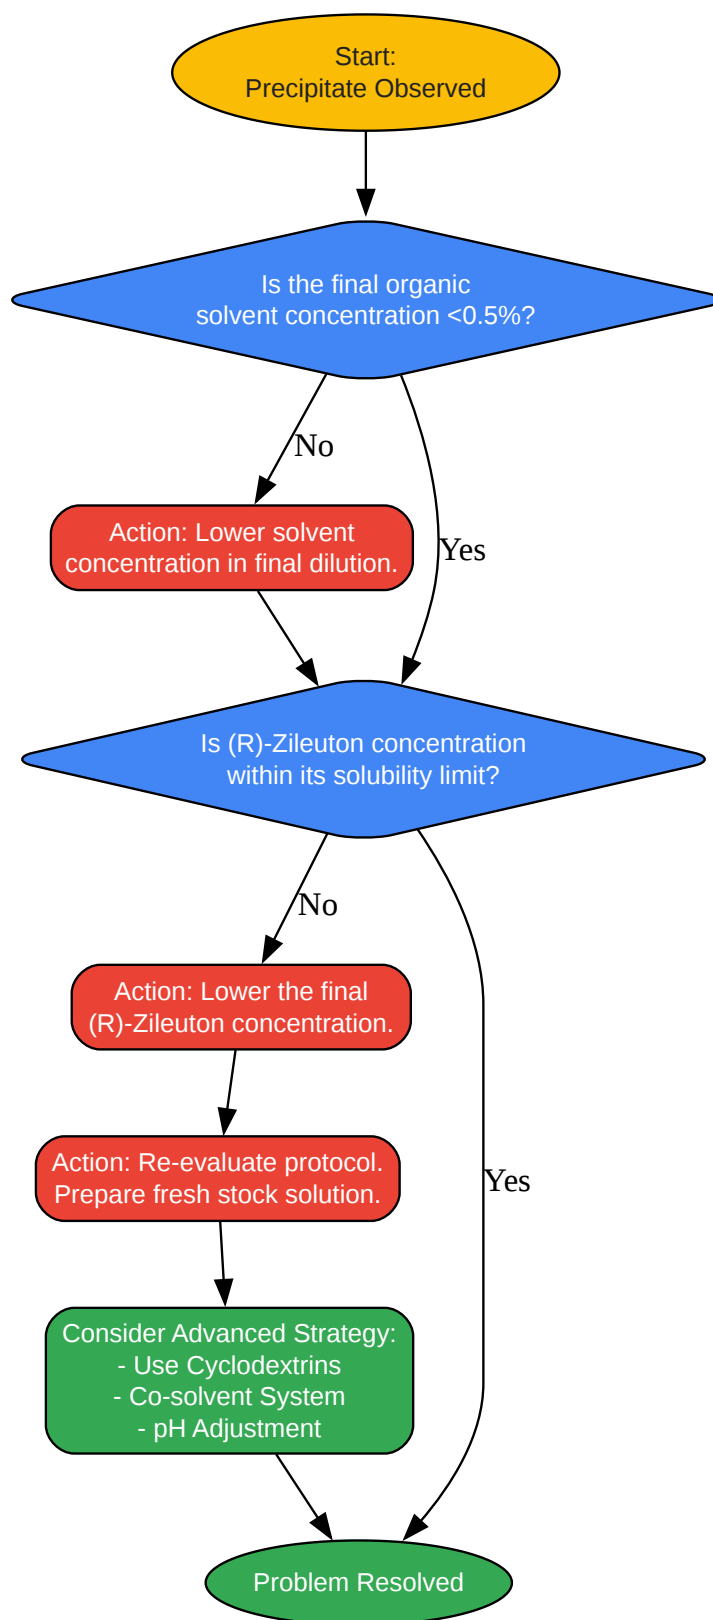 Start:
Precipitate Observed
Is the final organic
solvent concentration <0.5%?
No
Action: Lower solvent
concentration in final dilution.
Yes
Is (R)-Zileuton concentration
within its solubility limit?
No
Action: Lower the final
(R)-Zileuton concentration.
Action: Re-evaluate protocol.
Prepare fresh stock solution.
Yes
Consider Advanced Strategy:
- Use Cyclodextrins
- Co-solvent System
- pH Adjustment
Problem Resolved